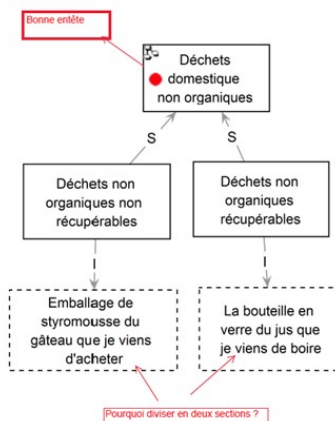 Bonne entête
Déchets
domestique
non organiques
S
S
Déchets non
organiques non
récupérables
Déchets non
organiques
récupérables
I
I
Emballage de
styromousse du
gâteau que je viens
d'acheter
La bouteille en
verre du jus que
je viens de boire
Pourquoi diviser en deux sections ?